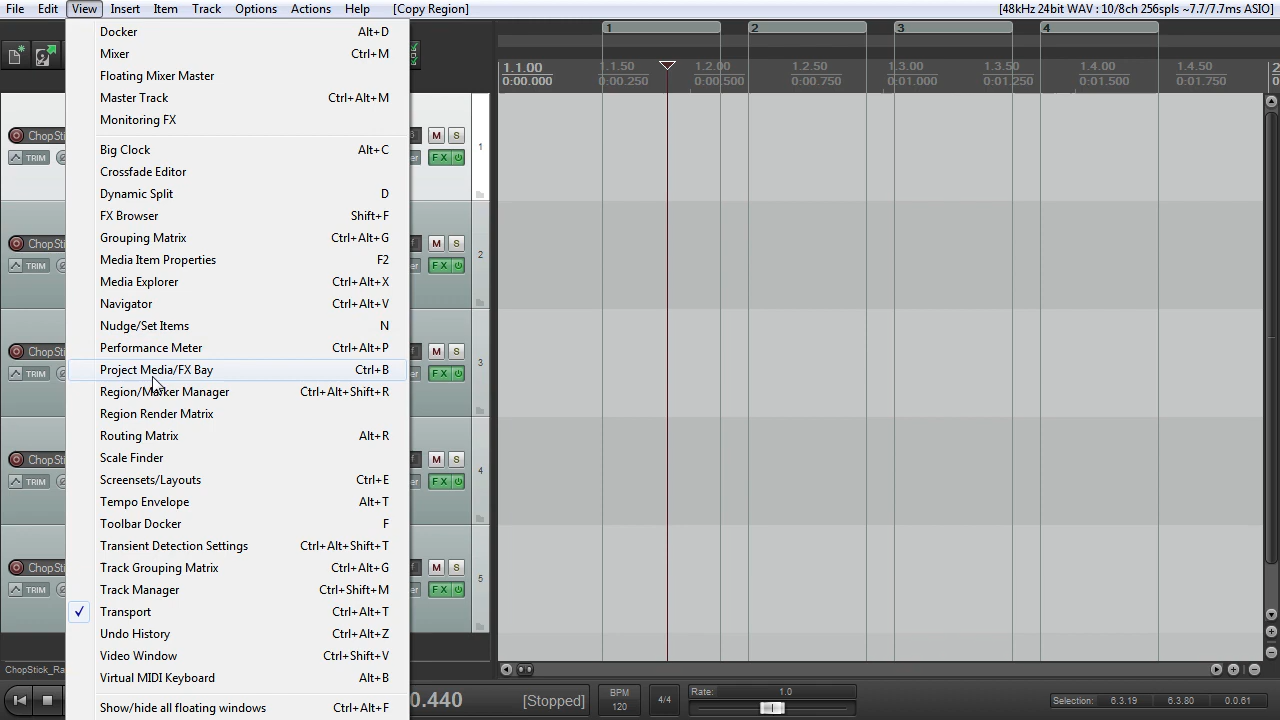 File Edit View Insert Item Track Options Actions Help [Copy Region] [48kHz 24bit WAV : 10/8ch 256spls ~7.7/7.7ms ASIO]
Docker Alt+D
Mixer Ctrl+M
Floating Mixer Master
Master Track Ctrl+Alt+M
Monitoring FX
Big Clock Alt+C
Crossfade Editor
Dynamic Split D
FX Browser Shift+F
Grouping Matrix Ctrl+Alt+G
Media Item Properties F2
Media Explorer Ctrl+Alt+X
Navigator Ctrl+Alt+V
Nudge/Set Items N
Performance Meter Ctrl+Alt+P
Project Media/FX Bay Ctrl+B
Region/Marker Manager Ctrl+Alt+Shift+R
Region Render Matrix
Routing Matrix Alt+R
Scale Finder
Screensets/Layouts Ctrl+E
Tempo Envelope Alt+T
Toolbar Docker F
Transient Detection Settings Ctrl+Alt+Shift+T
Track Grouping Matrix Ctrl+Alt+G
Track Manager Ctrl+Shift+M
Transport Ctrl+Alt+T
Undo History Ctrl+Alt+Z
Video Window Ctrl+Shift+V
Virtual MIDI Keyboard Alt+B
Show/hide all floating windows Ctrl+Alt+F
1 2 3 4
1.1.00 1.1.50 1.2.00 1.2.50 1.3.00 1.3.50 1.4.00 1.4.50 2
0:00.000 0:00.250 0:00.500 0:00.750 0:01.000 0:01.250 0:01.500 0:01.750
ChopSti M S
TRIM FX
1
ChopSti M S
TRIM FX
2
ChopSti M S
TRIM FX
3
ChopSti M S
TRIM FX
4
ChopSti M S
TRIM FX
5
ChopStick_Ra
0.440 [Stopped]
BPM
120
4/4
Rate: 1.0
Selection: 6.3.19 6.3.80 0.0.61